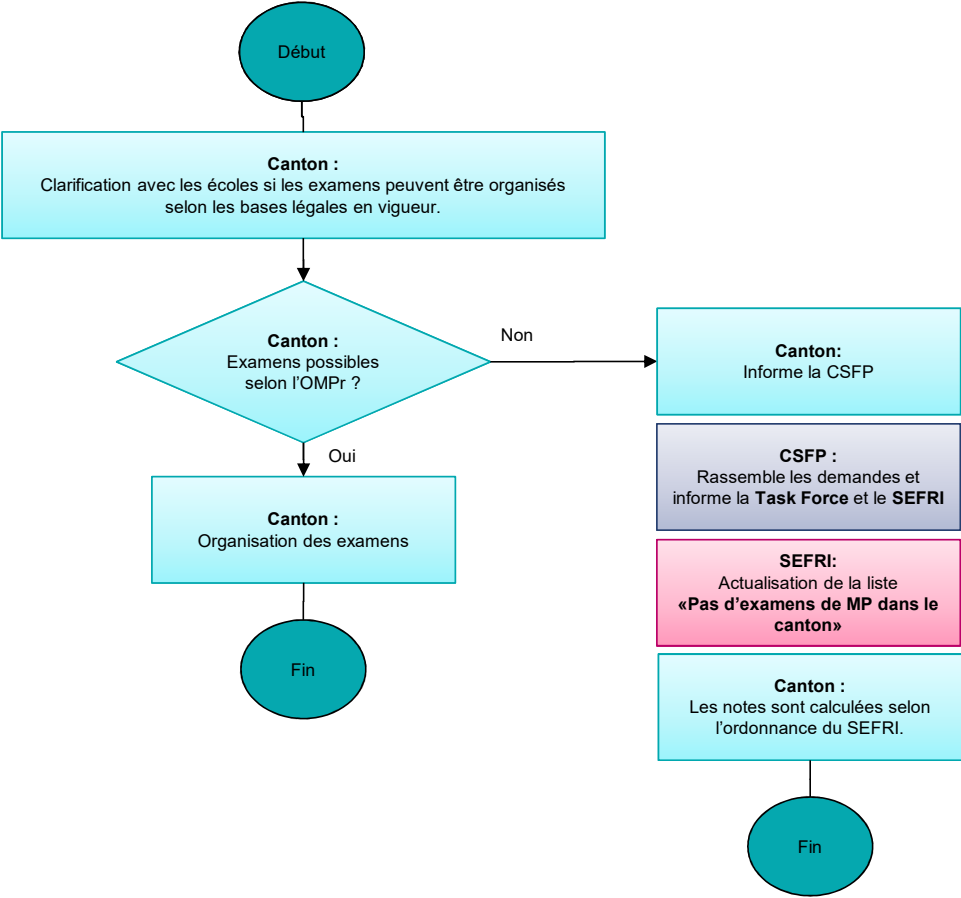 Début
Canton :
Clarification avec les écoles si les examens peuvent être organisés
selon les bases légales en vigueur.
Canton :
Examens possibles
selon l’OMPr ?
Non
Oui
Canton :
Organisation des examens
Fin
Canton:
Informe la CSFP
CSFP :
Rassemble les demandes et
informe la Task Force et le SEFRI
SEFRI:
Actualisation de la liste
«Pas d’examens de MP dans le
canton»
Canton :
Les notes sont calculées selon
l’ordonnance du SEFRI.
Fin